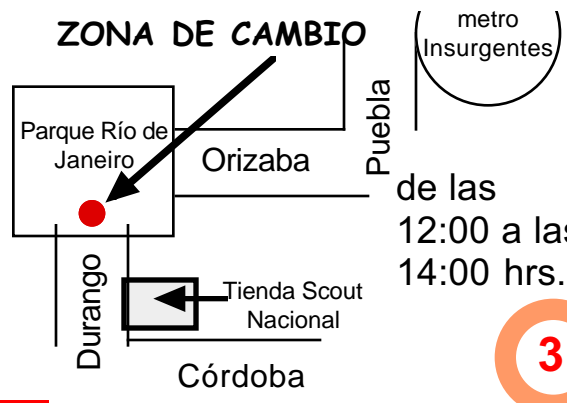 ZONA DE CAMBIO
metro
Insurgentes
Parque Río de
Janeiro
Orizaba
Puebla
de las
12:00 a las
14:00 hrs.
Durango
Tienda Scout
Nacional
Córdoba
3